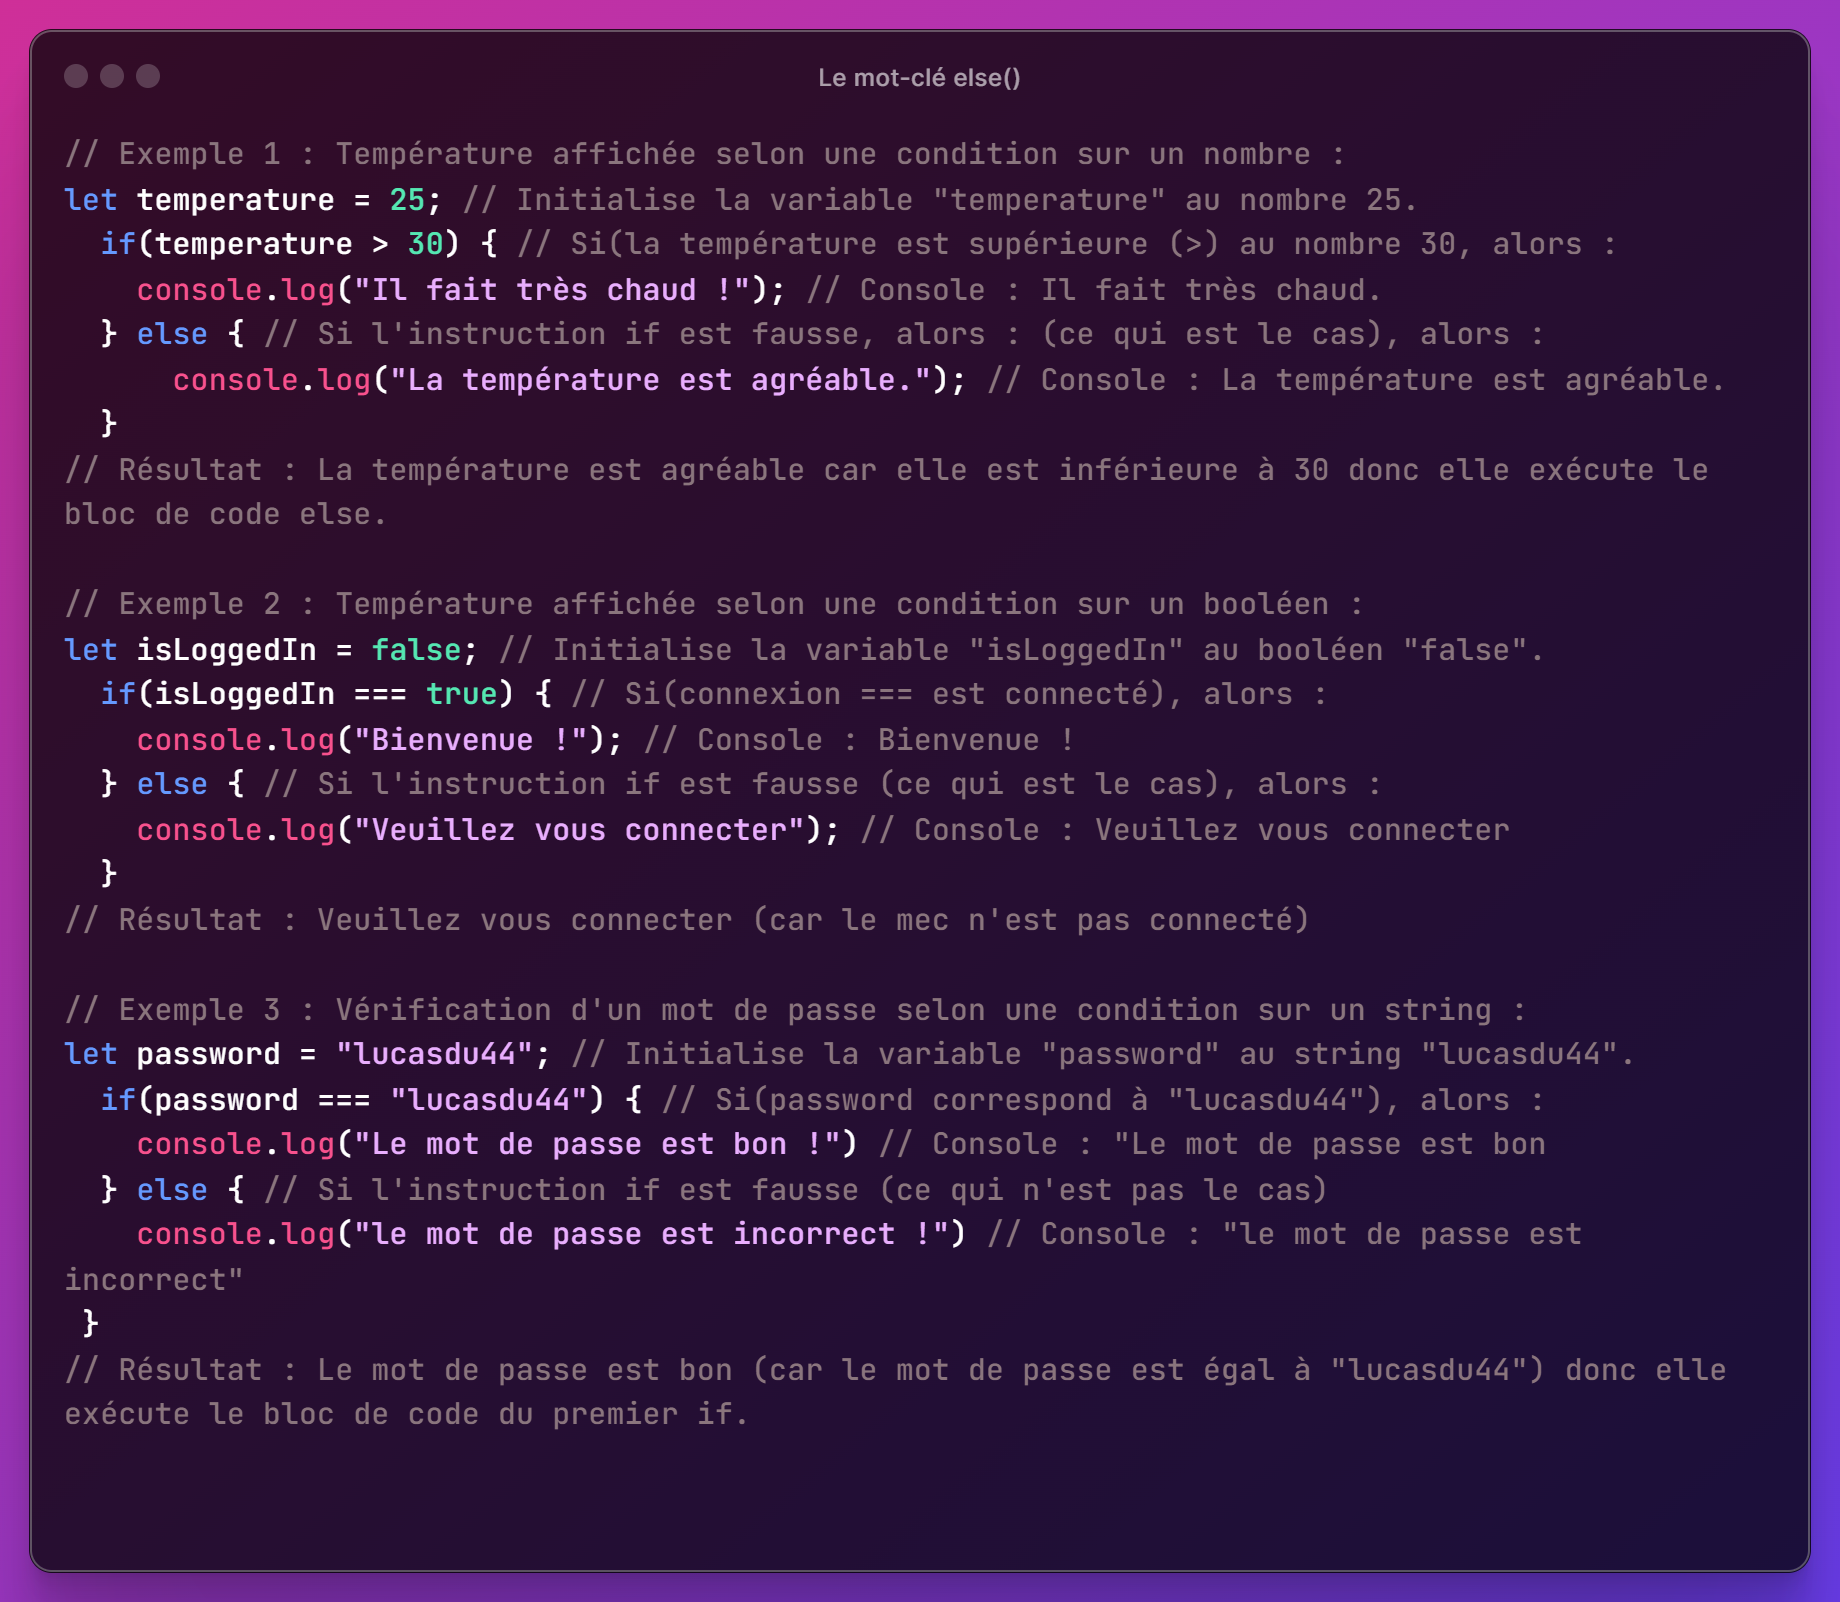 Le mot-clé else()
// Exemple 1 : Température affichée selon une condition sur un nombre :
let temperature = 25; // Initialise la variable "temperature" au nombre 25.
  if(temperature > 30) { // Si(la température est supérieure (>) au nombre 30, alors :
    console.log("Il fait très chaud !"); // Console : Il fait très chaud.
  } else { // Si l'instruction if est fausse, alors : (ce qui est le cas), alors :
      console.log("La température est agréable."); // Console : La température est agréable.
  }
// Résultat : La température est agréable car elle est inférieure à 30 donc elle exécute le
bloc de code else.

// Exemple 2 : Température affichée selon une condition sur un booléen :
let isLoggedIn = false; // Initialise la variable "isLoggedIn" au booléen "false".
  if(isLoggedIn === true) { // Si(connexion === est connecté), alors :
    console.log("Bienvenue !"); // Console : Bienvenue !
  } else { // Si l'instruction if est fausse (ce qui est le cas), alors :
    console.log("Veuillez vous connecter"); // Console : Veuillez vous connecter
  }
// Résultat : Veuillez vous connecter (car le mec n'est pas connecté)

// Exemple 3 : Vérification d'un mot de passe selon une condition sur un string :
let password = "lucasdu44"; // Initialise la variable "password" au string "lucasdu44".
  if(password === "lucasdu44") { // Si(password correspond à "lucasdu44"), alors :
    console.log("Le mot de passe est bon !") // Console : "Le mot de passe est bon
  } else { // Si l'instruction if est fausse (ce qui n'est pas le cas)
    console.log("le mot de passe est incorrect !") // Console : "le mot de passe est
incorrect"
 }
// Résultat : Le mot de passe est bon (car le mot de passe est égal à "lucasdu44") donc elle
exécute le bloc de code du premier if.